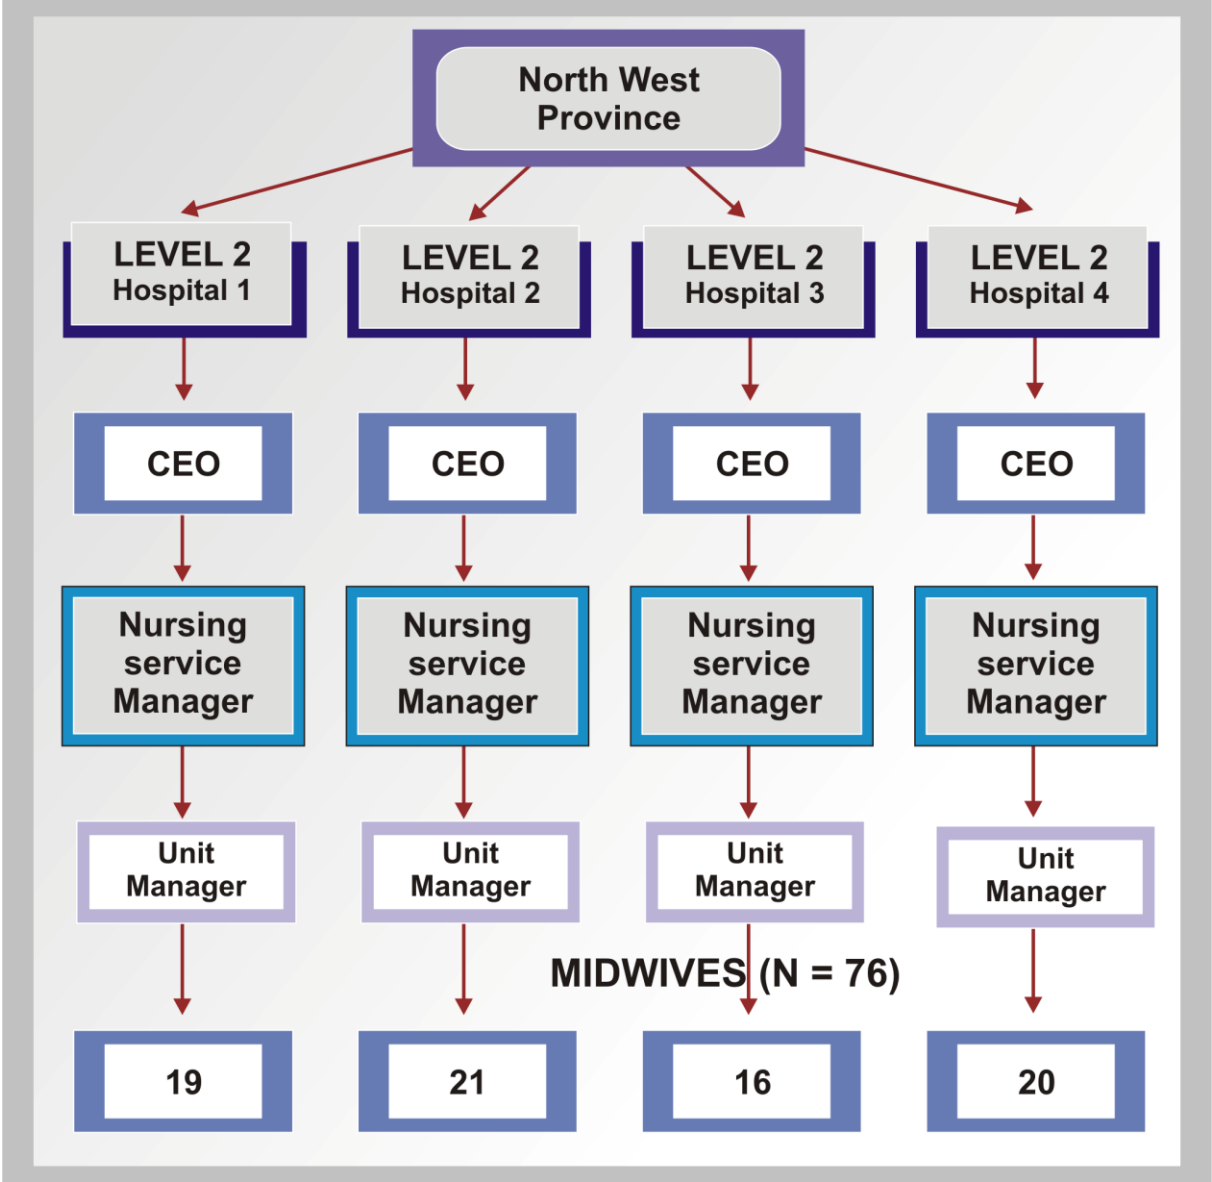 North West
Province
LEVEL 2
Hospital 1
LEVEL 2
Hospital 2
LEVEL 2
Hospital 3
LEVEL 2
Hospital 4
CEO
CEO
CEO
CEO
Nursing
service
Manager
Nursing
service
Manager
Nursing
service
Manager
Nursing
service
Manager
Unit
Manager
Unit
Manager
Unit
Manager
Unit
Manager
MIDWIVES (N = 76)
19
21
16
20